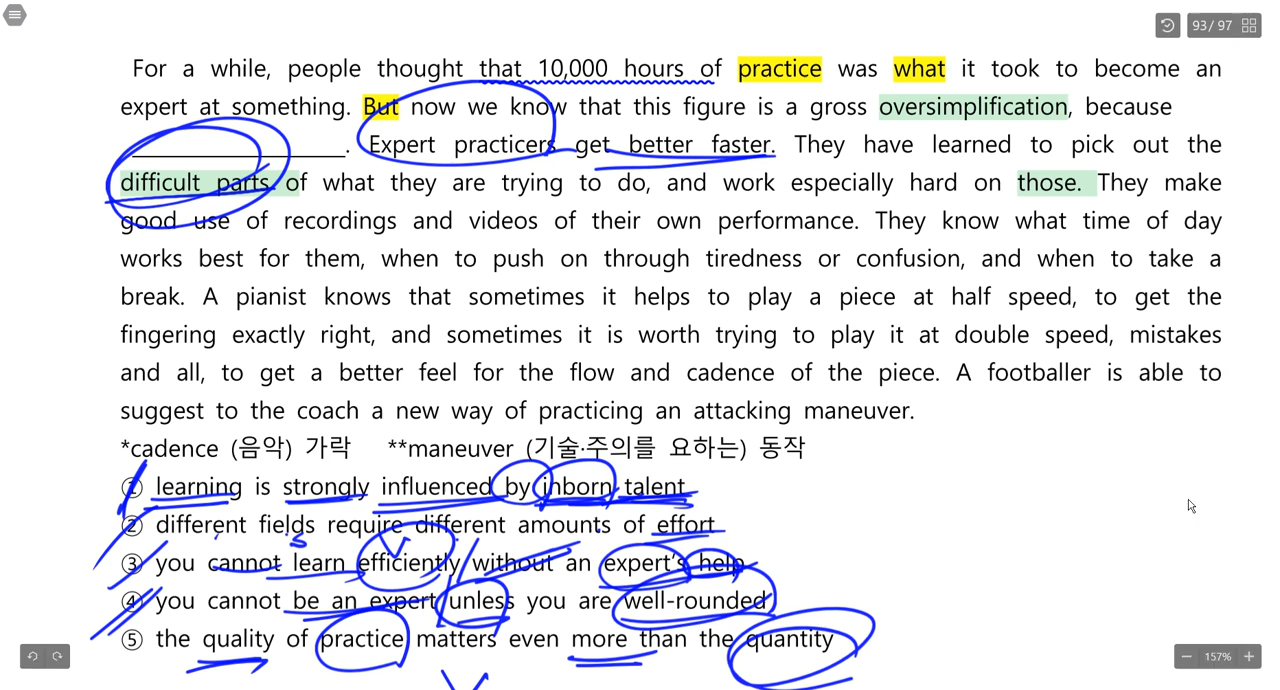 93/ 97
For a while, people thought that 10,000 hours of practice was what it took to become an
expert at something. But now we know that this figure is a gross oversimplification, because
____________________. Expert practicers get better faster. They have learned to pick out the
difficult parts of what they are trying to do, and work especially hard on those. They make
good use of recordings and videos of their own performance. They know what time of day
works best for them, when to push on through tiredness or confusion, and when to take a
break. A pianist knows that sometimes it helps to play a piece at half speed, to get the
fingering exactly right, and sometimes it is worth trying to play it at double speed, mistakes
and all, to get a better feel for the flow and cadence of the piece. A footballer is able to
suggest to the coach a new way of practicing an attacking maneuver.
*cadence (음악) 가락 **maneuver (기술·주의를 요하는) 동작
① learning is strongly influenced by inborn talent
② different fields require different amounts of effort
③ you cannot learn efficiently without an expert's help
④ you cannot be an expert unless you are well-rounded
⑤ the quality of practice matters even more than the quantity
157%